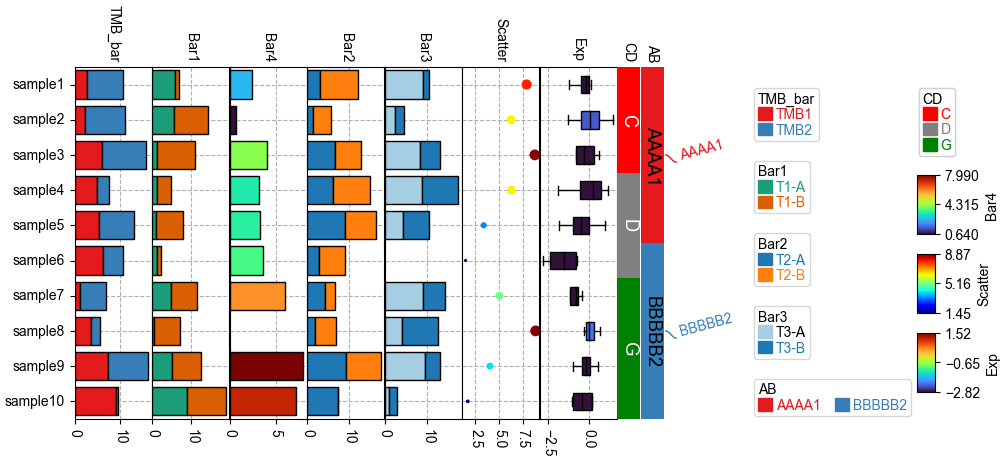 TMB_bar
Bar1
Bar4
Bar2
Bar3
Scatter
Exp
CD
AB
sample1
sample2
sample3
sample4
sample5
sample6
sample7
sample8
sample9
sample10
0 10
0 10
0 5
0 10
0 10
2.5 5.0 7.5
−2.5 0.0
C
D
G
AAAA1
BBBBB2
AAAA1
BBBBB2
TMB_bar
TMB1
TMB2
Bar1
T1-A
T1-B
Bar2
T2-A
T2-B
Bar3
T3-A
T3-B
AB
AAAA1 BBBBB2
CD
C
D
G
7.990
4.315
0.640
Bar4
8.87
5.16
1.45
Scatter
1.52
−0.65
−2.82
Exp